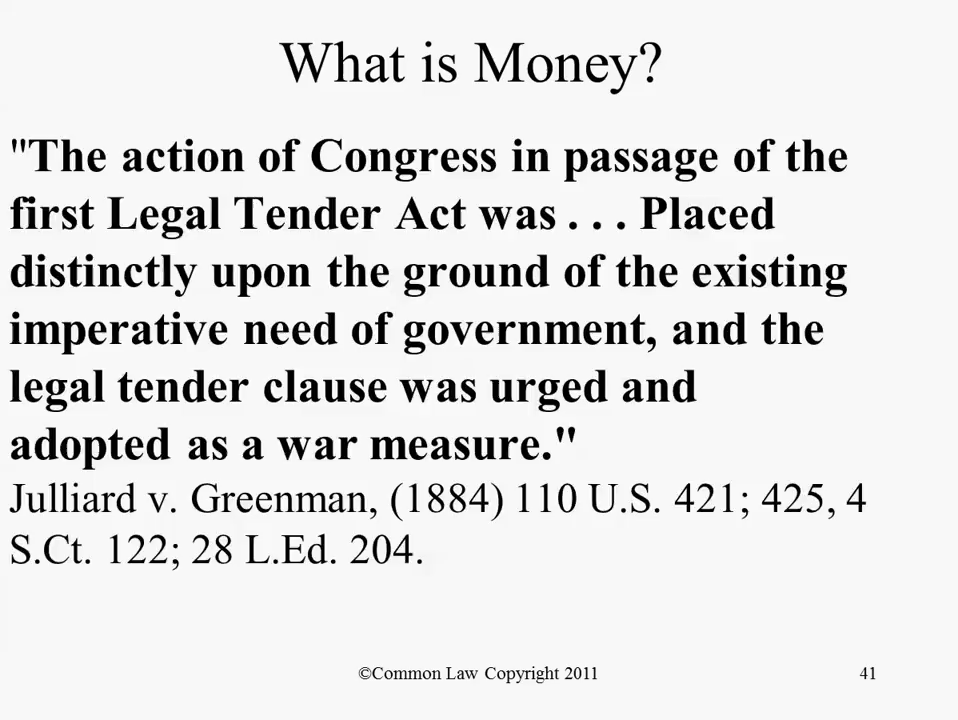 What is Money?
"The action of Congress in passage of the
first Legal Tender Act was . . . Placed
distinctly upon the ground of the existing
imperative need of government, and the
legal tender clause was urged and
adopted as a war measure."
Julliard v. Greenman, (1884) 110 U.S. 421; 425, 4
S.Ct. 122; 28 L.Ed. 204.
©Common Law Copyright 2011
41